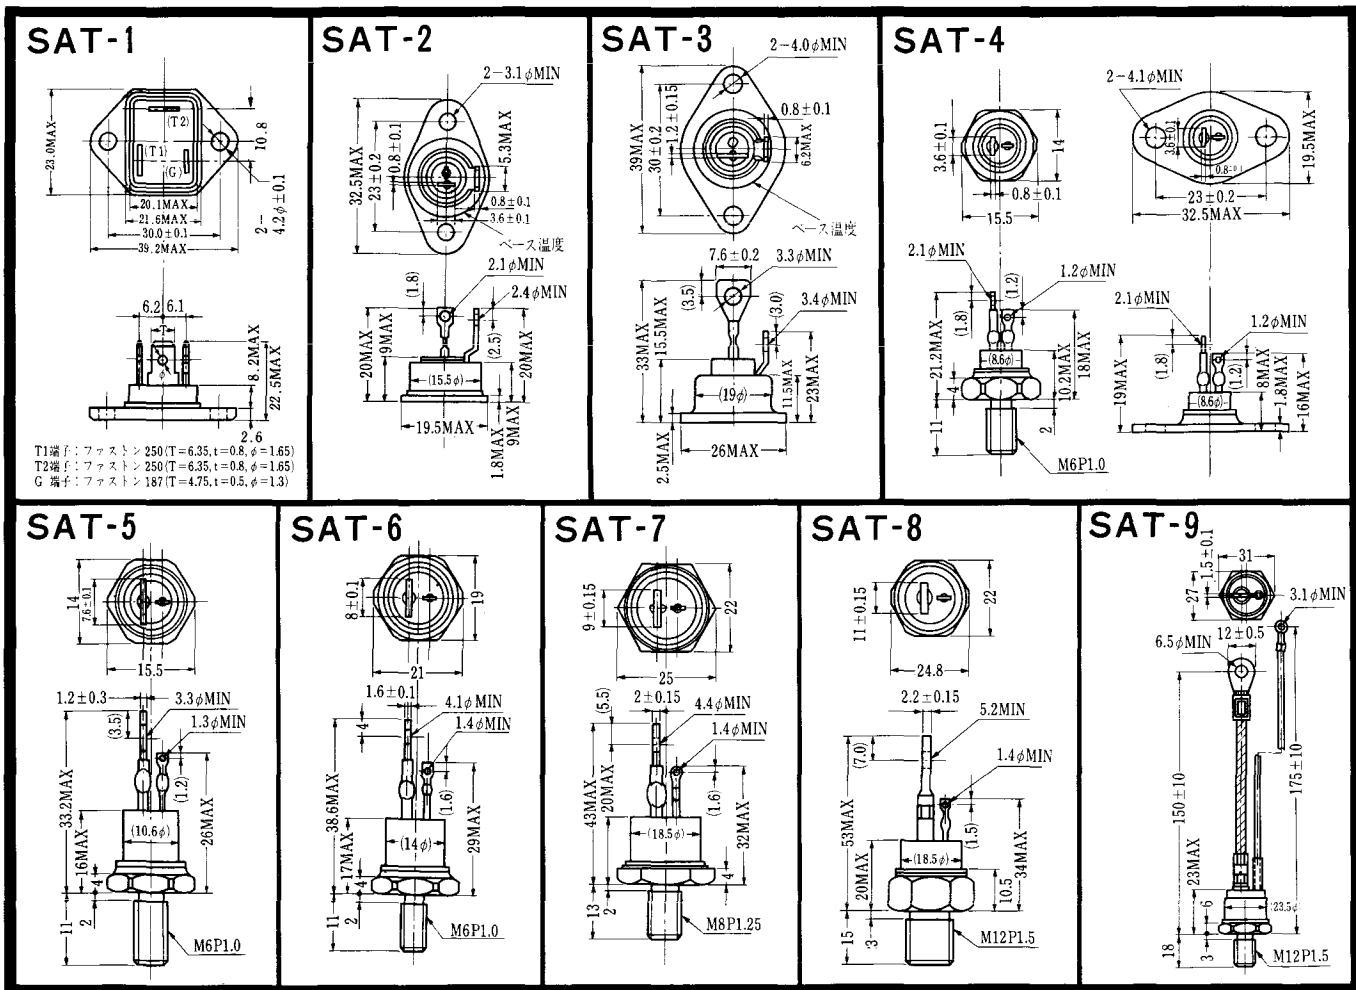 SAT-1
(T2)
(T1)
(G)
23.0MAX
10.8
20.1MAX
21.6MAX
30.0±0.1
39.2MAX
2-
4.2φ±0.1
6.2
6.1
T
φ
8.2MAX
22.5MAX
2.6
T1端子:ファストン250(T=6.35,t=0.8,φ=1.65)
T2端子:ファストン250(T=6.35,t=0.8,φ=1.65)
G 端子:ファストン187(T=4.75,t=0.5,φ=1.3)
SAT-2
2-3.1φMIN
32.5MAX
23±0.2
0.8±0.1
5.3MAX
0.8±0.1
3.6±0.1
ベース温度
(1.8)
2.1φMIN
2.4φMIN
20MAX
9MAX
(2.5)
20MAX
(15.5φ)
19.5MAX
1.8MAX
9MAX
SAT-3
2-4.0φMIN
39MAX
30±0.2
1.2±0.15
0.8±0.1
6.2MAX
ベース温度
7.6±0.2
3.3φMIN
(3.5)
(3.0)
3.4φMIN
33MAX
15.5MAX
(19φ)
11.5MAX
23MAX
2.5MAX
26MAX
SAT-4
3.6±0.1
14
0.8±0.1
15.5
2-4.1φMIN
3.6±0.1
0.8±0.1
19.5MAX
23±0.2
32.5MAX
2.1φMIN
(1.2)
1.2φMIN
(1.8)
21.2MAX
(8.6φ)
10.2MAX
18MAX
4
11
2
M6P1.0
2.1φMIN
1.2φMIN
(1.8)
(1.2)
19MAX
(8.6φ)
8MAX
1.8MAX
16MAX
SAT-5
14
7.6±0.1
15.5
1.2±0.3
3.3φMIN
(3.5)
1.3φMIN
(1.2)
33.2MAX
16MAX
26MAX
(10.6φ)
4
11
2
M6P1.0
SAT-6
8±0.1
19
21
1.6±0.1
4
4.1φMIN
1.4φMIN
(1.6)
38.6MAX
17MAX
29MAX
(14φ)
4
11
2
M6P1.0
SAT-7
9±0.15
22
25
2±0.15
(5.5)
4.4φMIN
1.4φMIN
(1.6)
43MAX
20MAX
32MAX
(18.5φ)
4
13
2
M8P1.25
SAT-8
11±0.15
22
24.8
2.2±0.15
(7.0)
5.2MIN
1.4φMIN
(1.5)
53MAX
20MAX
34MAX
(18.5φ)
10.5
15
3
M12P1.5
SAT-9
1.5±0.1
31
27
3.1φMIN
12±0.5
6.5φMIN
150±10
175±10
23MAX
6
23.5φ
18
3
M12P1.5